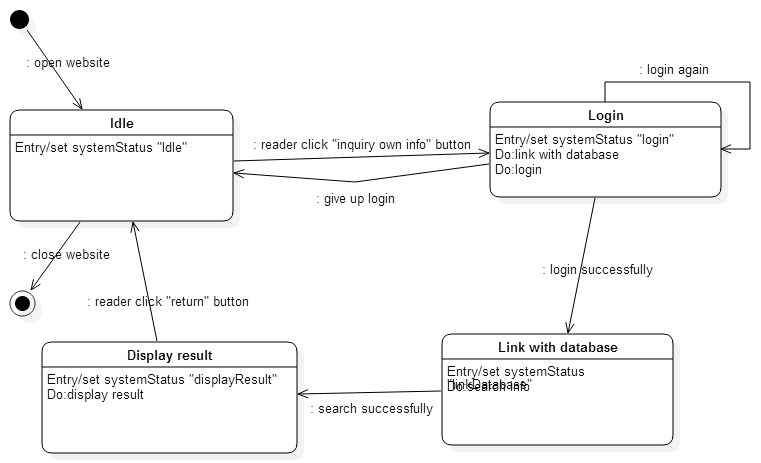 : open website
: login again
Idle
Entry/set systemStatus "Idle"
Login
Entry/set systemStatus "login"
Do:link with database
Do:login
: reader click "inquiry own info" button
: give up login
: close website
: login successfully
: reader click "return" button
Display result
Entry/set systemStatus "displayResult"
Do:display result
Link with database
Entry/set systemStatus
"linkDatabase"
Do:search info
: search successfully